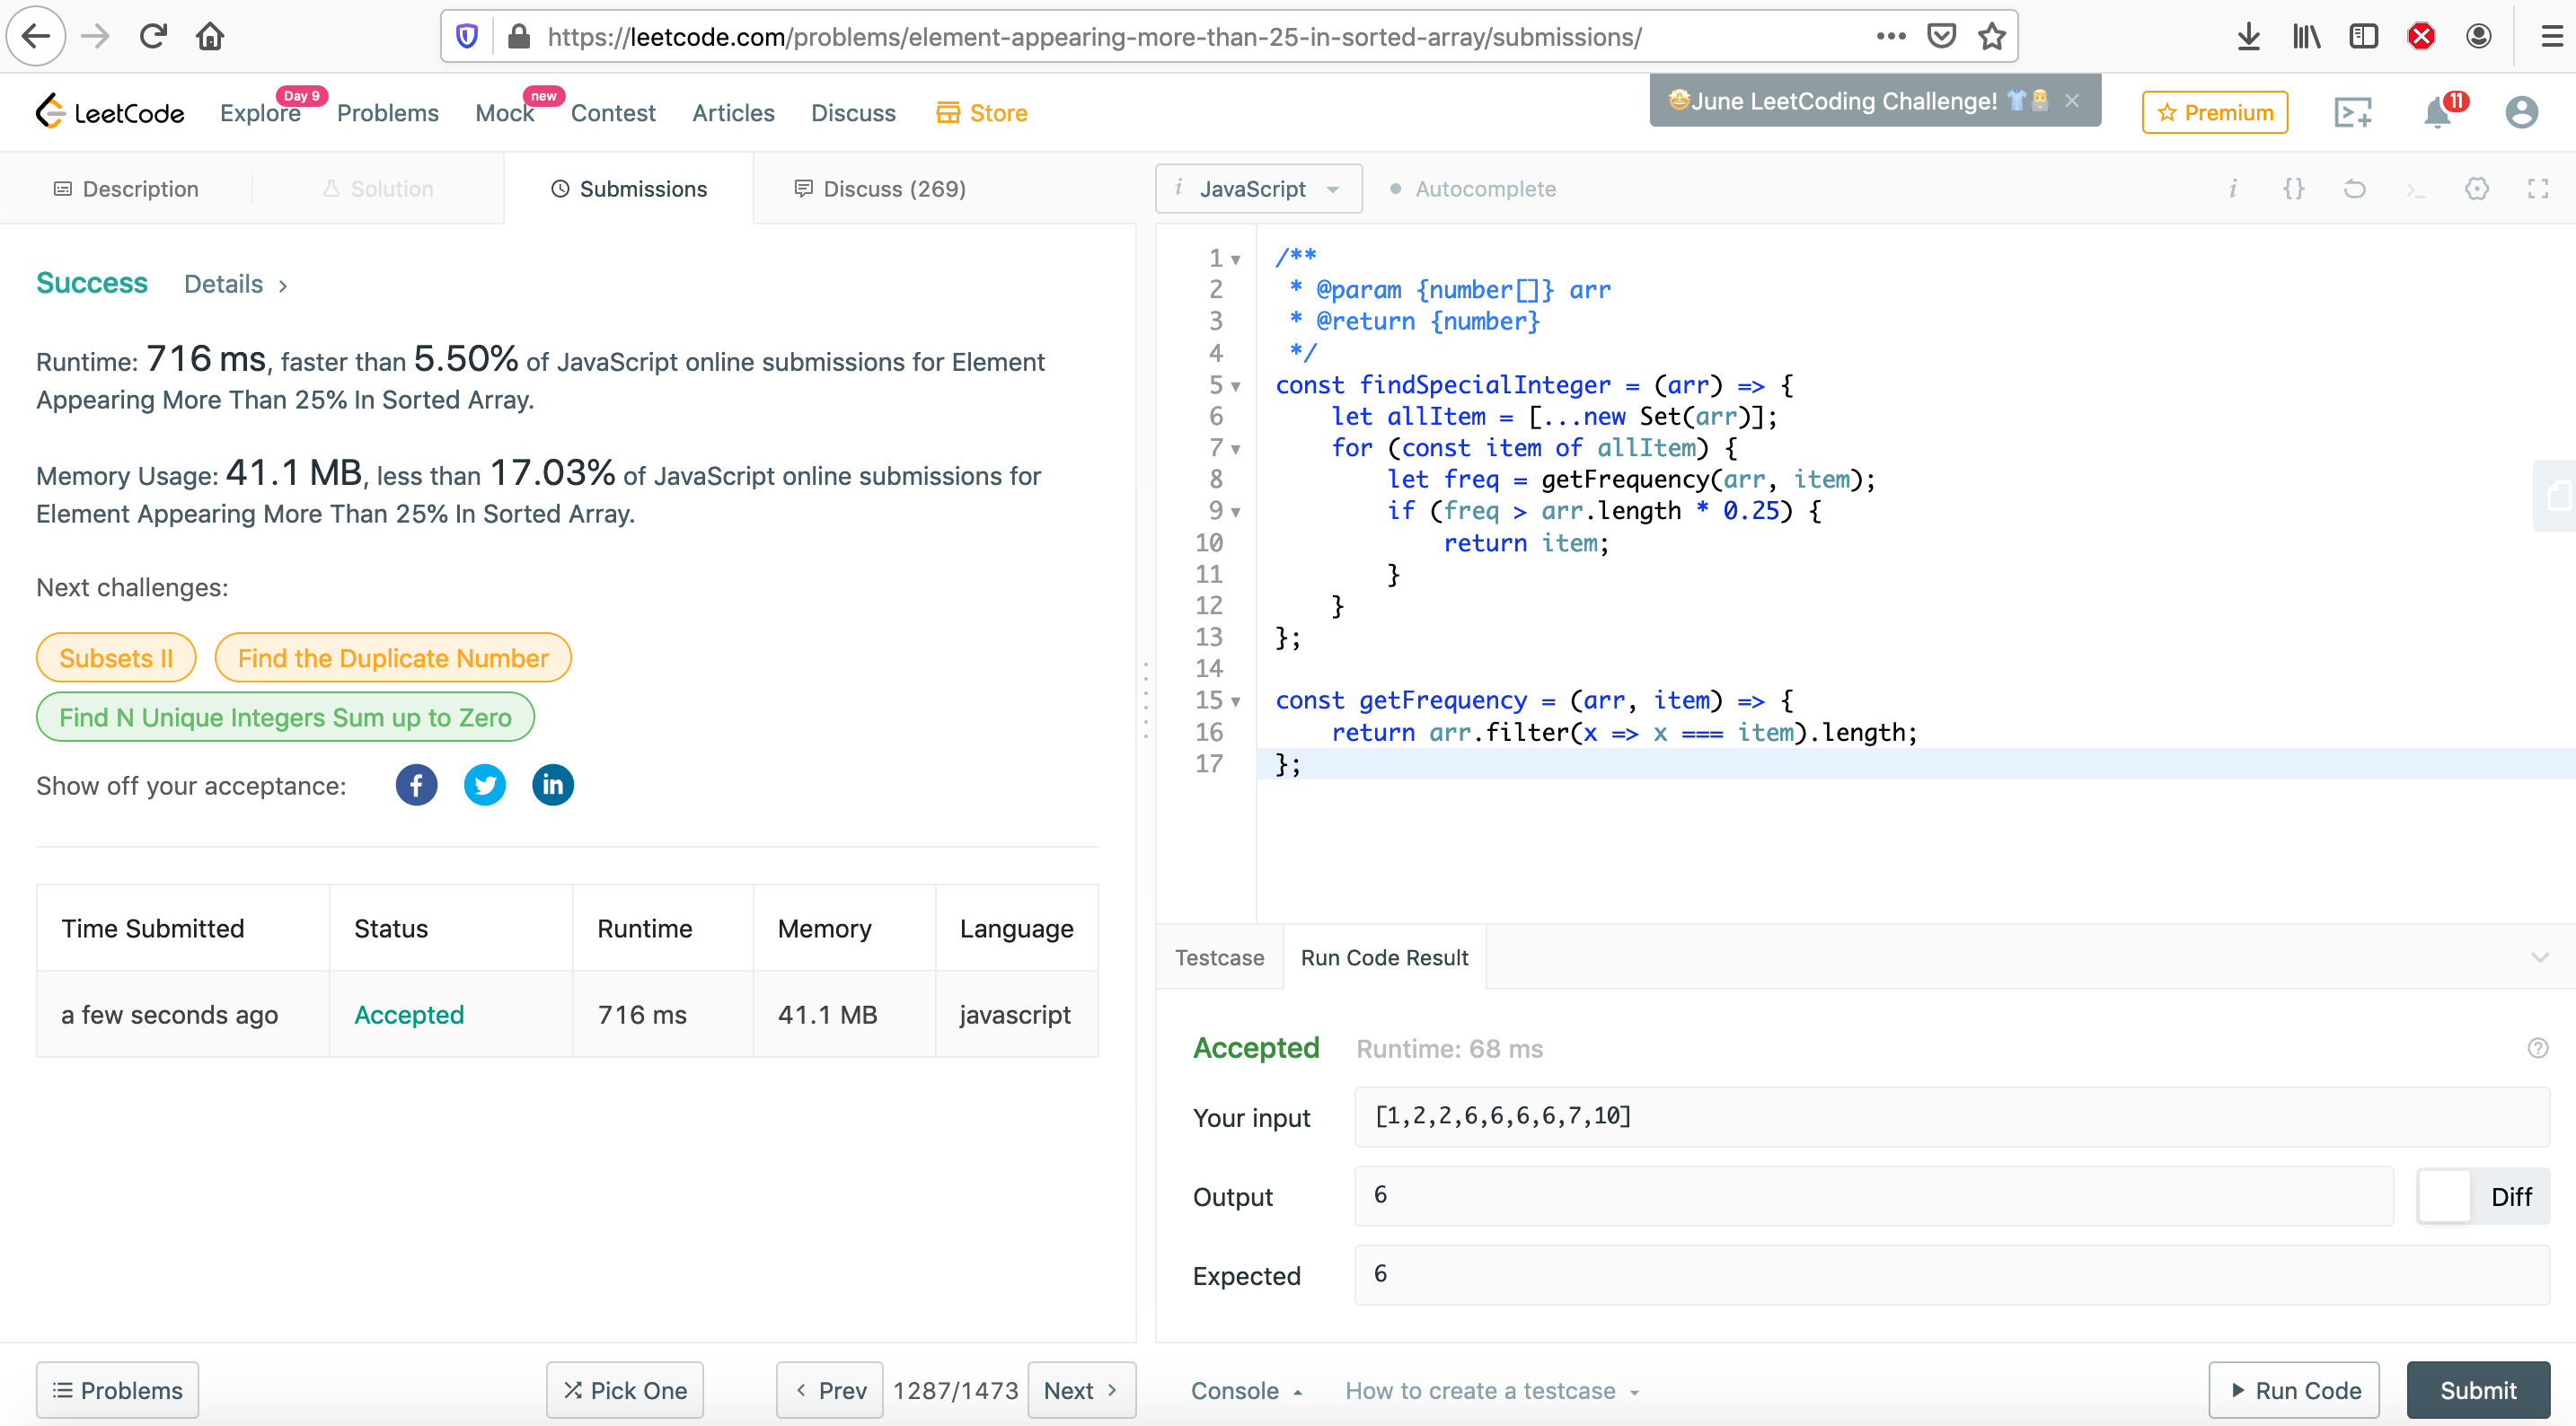 https://leetcode.com/problems/element-appearing-more-than-25-in-sorted-array/submissions/
LeetCode
Explore
Day 9
Problems
Mock
new
Contest
Articles
Discuss
Store
🤩June LeetCoding Challenge! 👕
Premium
11
Description
Solution
Submissions
Discuss (269)
i JavaScript
Autocomplete
Success Details >
Runtime: 716 ms, faster than 5.50% of JavaScript online submissions for Element
Appearing More Than 25% In Sorted Array.
Memory Usage: 41.1 MB, less than 17.03% of JavaScript online submissions for
Element Appearing More Than 25% In Sorted Array.
Next challenges:
Subsets II
Find the Duplicate Number
Find N Unique Integers Sum up to Zero
Show off your acceptance:
Time Submitted Status Runtime Memory Language
a few seconds ago Accepted 716 ms 41.1 MB javascript
1 /**
2  * @param {number[]} arr
3  * @return {number}
4  */
5 const findSpecialInteger = (arr) => {
6     let allItem = [...new Set(arr)];
7     for (const item of allItem) {
8         let freq = getFrequency(arr, item);
9         if (freq > arr.length * 0.25) {
10             return item;
11         }
12     }
13 };
14
15 const getFrequency = (arr, item) => {
16     return arr.filter(x => x === item).length;
17 };
Testcase
Run Code Result
Accepted Runtime: 68 ms
Your input [1,2,2,6,6,6,6,7,10]
Output 6
Diff
Expected 6
Problems
Pick One
< Prev
1287/1473
Next >
Console
How to create a testcase
Run Code
Submit